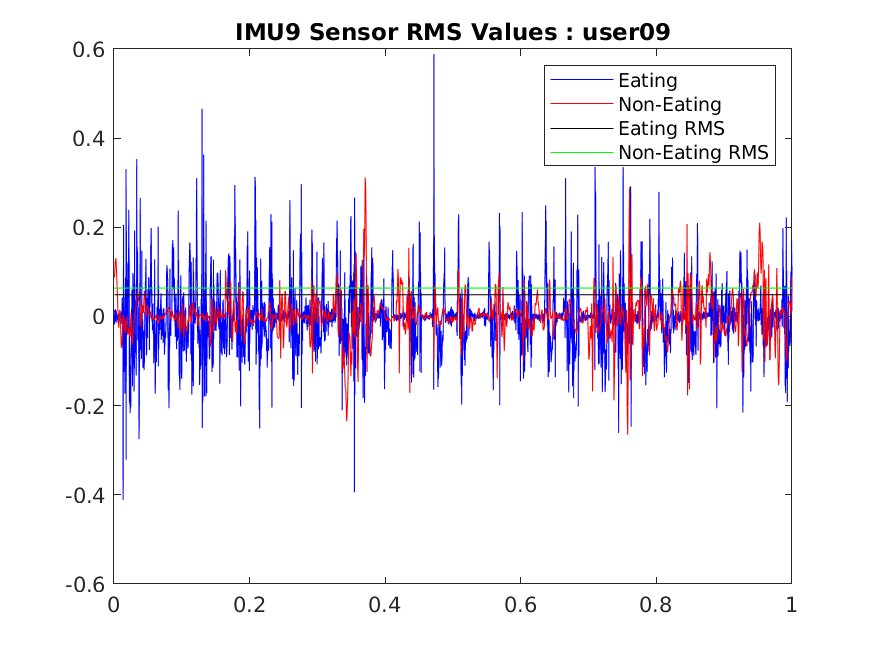 IMU9 Sensor RMS Values : user09
0.6
0.4
0.2
0
-0.2
-0.4
-0.6
0
0.2
0.4
0.6
0.8
1
Eating
Non-Eating
Eating RMS
Non-Eating RMS